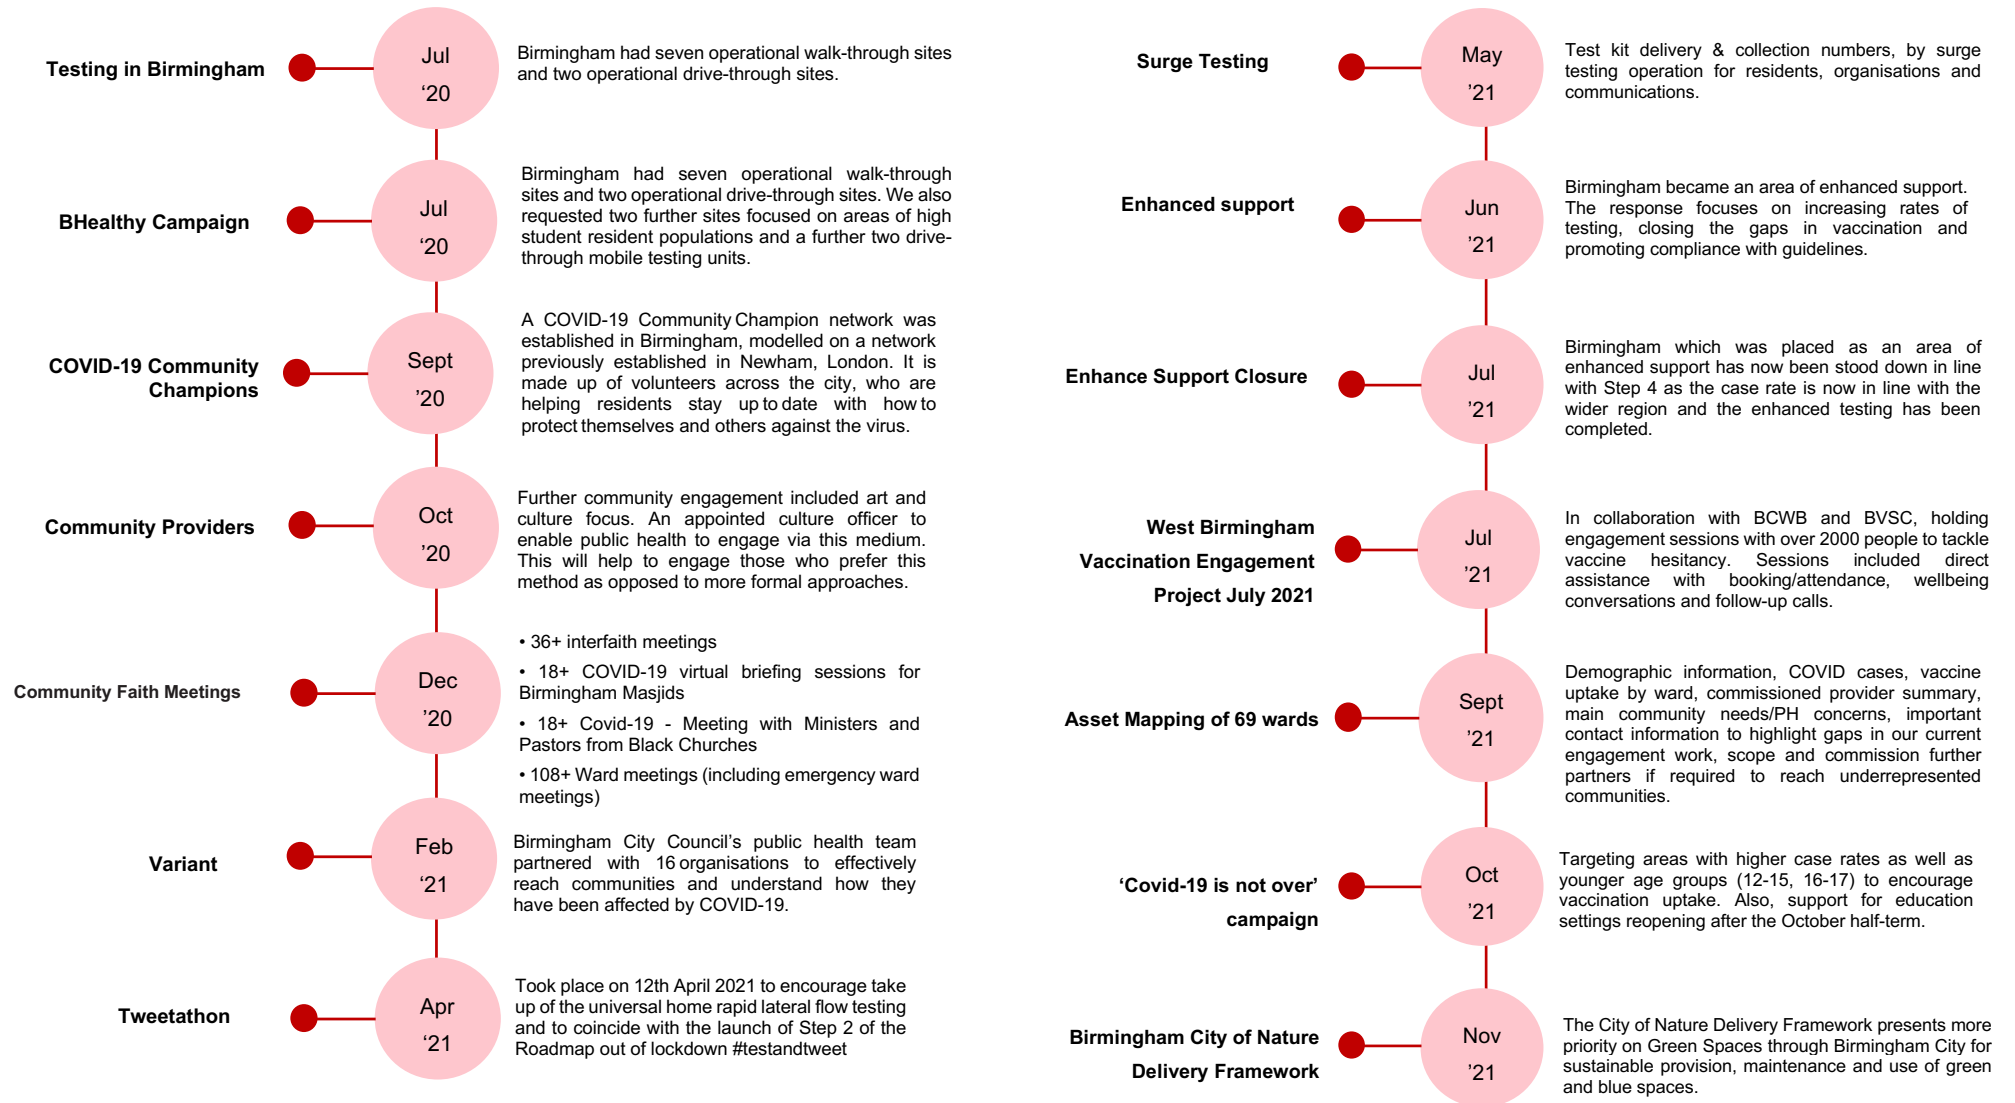 Testing in Birmingham
Jul
‘20
Birmingham had seven operational walk-through sites
and two operational drive-through sites.
BHealthy Campaign
Jul
‘20
Birmingham had seven operational walk-through
sites and two operational drive-through sites. We also
requested two further sites focused on areas of high
student resident populations and a further two drive-
through mobile testing units.
COVID-19 Community
Champions
Sept
‘20
A COVID-19 Community Champion network was
established in Birmingham, modelled on a network
previously established in Newham, London. It is
made up of volunteers across the city, who are
helping residents stay up to date with how to
protect themselves and others against the virus.
Community Providers
Oct
’20
Further community engagement included art and
culture focus. An appointed culture officer to
enable public health to engage via this medium.
This will help to engage those who prefer this
method as opposed to more formal approaches.
Community Faith Meetings
Dec
’20
• 36+ interfaith meetings
• 18+ COVID-19 virtual briefing sessions for
Birmingham Masjids
• 18+ Covid-19 - Meeting with Ministers and
Pastors from Black Churches
• 108+ Ward meetings (including emergency ward
meetings)
Variant
Feb
‘21
Birmingham City Council’s public health team
partnered with 16 organisations to effectively
reach communities and understand how they
have been affected by COVID-19.
Tweetathon
Apr
‘21
Took place on 12th April 2021 to encourage take
up of the universal home rapid lateral flow testing
and to coincide with the launch of Step 2 of the
Roadmap out of lockdown #testandtweet
Surge Testing
May
’21
Test kit delivery & collection numbers, by surge
testing operation for residents, organisations and
communications.
Enhanced support
Jun
’21
Birmingham became an area of enhanced support.
The response focuses on increasing rates of
testing, closing the gaps in vaccination and
promoting compliance with guidelines.
Enhance Support Closure
Jul
’21
Birmingham which was placed as an area of
enhanced support has now been stood down in line
with Step 4 as the case rate is now in line with the
wider region and the enhanced testing has been
completed.
West Birmingham
Vaccination Engagement
Project July 2021
Jul
’21
In collaboration with BCWB and BVSC, holding
engagement sessions with over 2000 people to tackle
vaccine hesitancy. Sessions included direct
assistance with booking/attendance, wellbeing
conversations and follow-up calls.
Asset Mapping of 69 wards
Sept
’21
Demographic information, COVID cases, vaccine
uptake by ward, commissioned provider summary,
main community needs/PH concerns, important
contact information to highlight gaps in our current
engagement work, scope and commission further
partners if required to reach underrepresented
communities.
‘Covid-19 is not over’
campaign
Oct
’21
Targeting areas with higher case rates as well as
younger age groups (12-15, 16-17) to encourage
vaccination uptake. Also, support for education
settings reopening after the October half-term.
Birmingham City of Nature
Delivery Framework
Nov
’21
The City of Nature Delivery Framework presents more
priority on Green Spaces through Birmingham City for
sustainable provision, maintenance and use of green
and blue spaces.